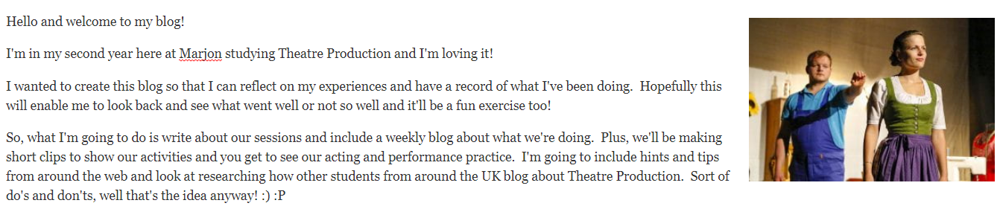 Hello and welcome to my blog!
I'm in my second year here at Marjon studying Theatre Production and I'm loving it!
I wanted to create this blog so that I can reflect on my experiences and have a record of what I've been doing.  Hopefully this
will enable me to look back and see what went well or not so well and it'll be a fun exercise too!
So, what I'm going to do is write about our sessions and include a weekly blog about what we're doing.  Plus, we'll be making
short clips to show our activities and you get to see our acting and performance practice.  I'm going to include hints and tips
from around the web and look at researching how other students from around the UK blog about Theatre Production.  Sort of
do's and don'ts, well that's the idea anyway! :) :P